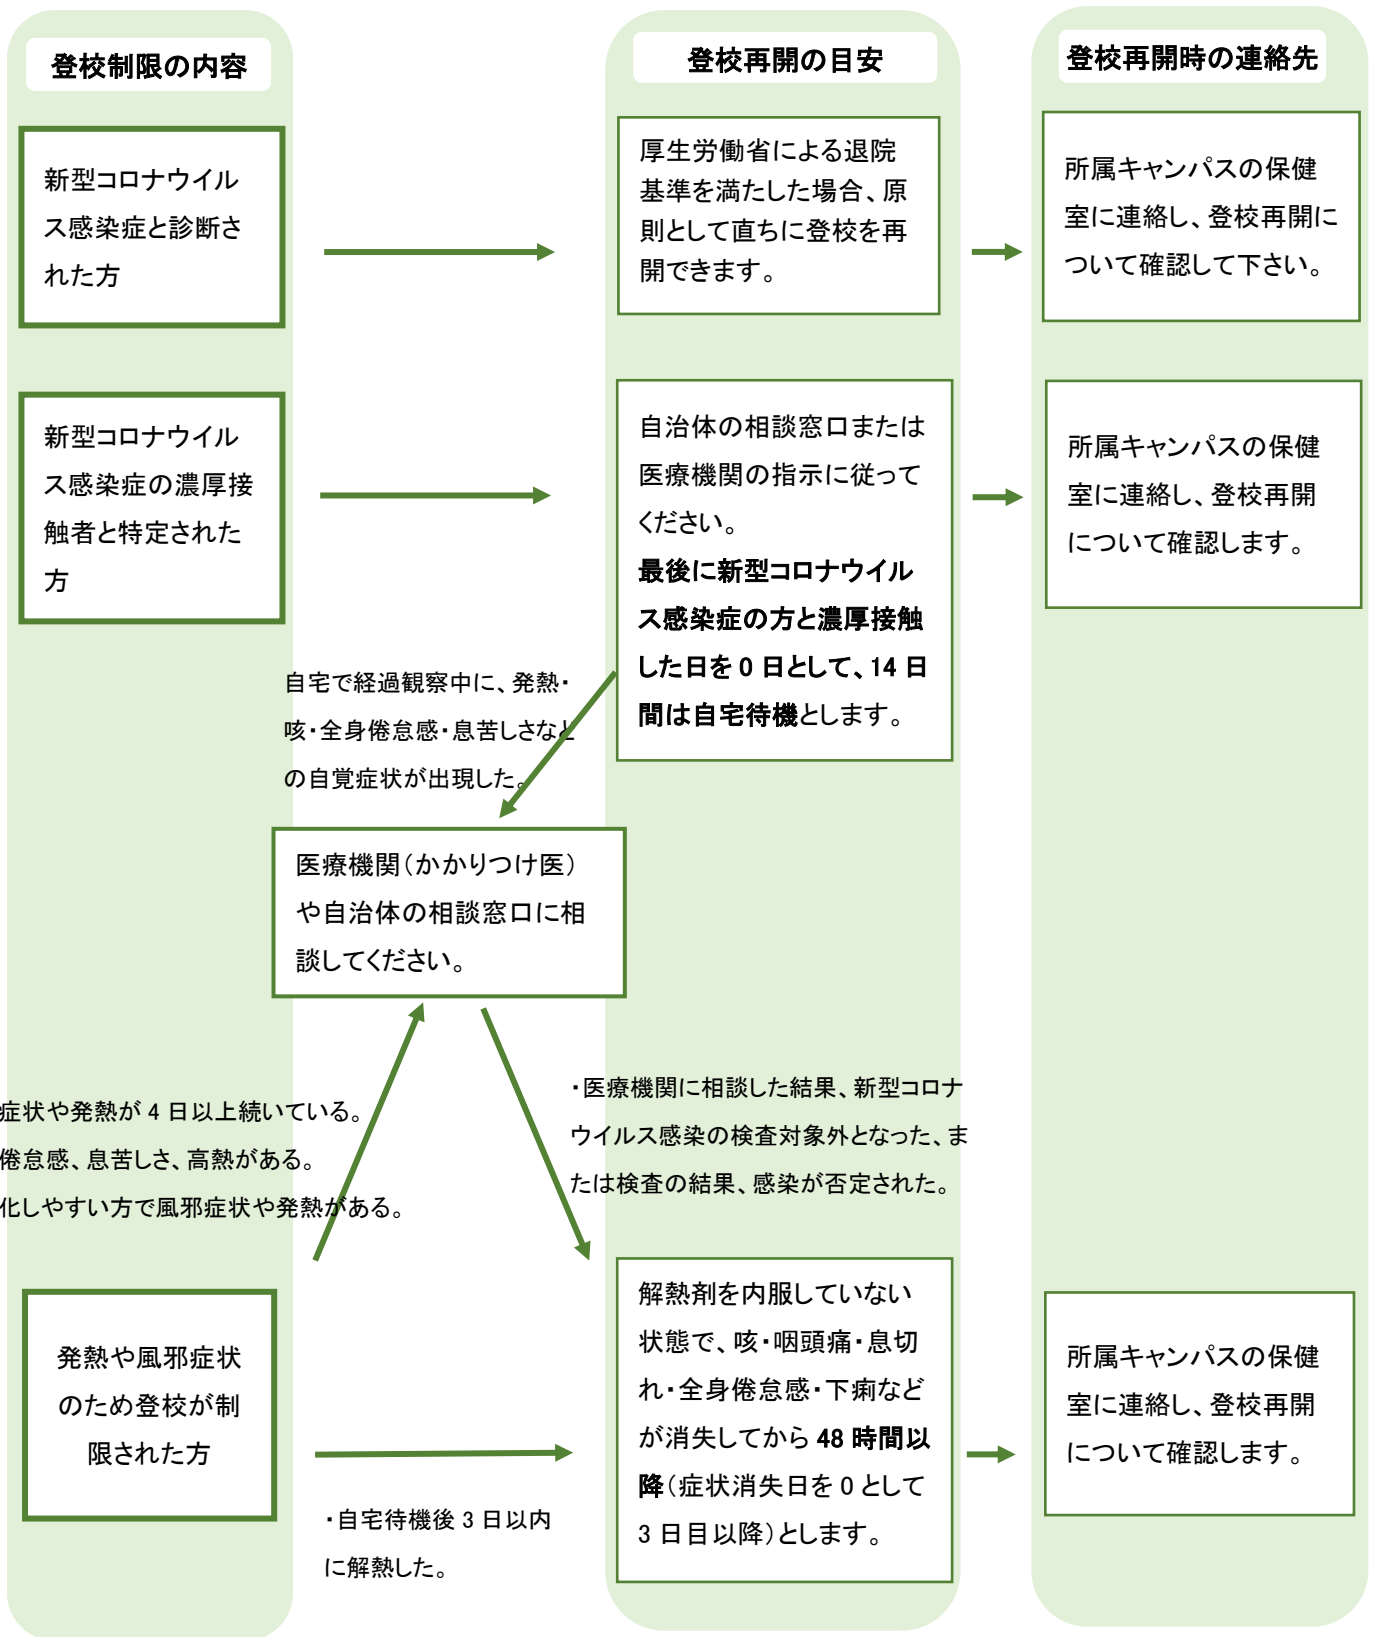 登校制限の内容
登校再開の目安
登校再開時の連絡先
新型コロナウイル
ス感染症と診断さ
れた方
厚生労働省による退院
基準を満たした場合、原
則として直ちに登校を再
開できます。
所属キャンパスの保健
室に連絡し、登校再開に
ついて確認して下さい。
新型コロナウイル
ス感染症の濃厚接
触者と特定された
方
自治体の相談窓口または
医療機関の指示に従って
ください。
最後に新型コロナウイル
ス感染症の方と濃厚接触
した日を 0 日として、14 日
間は自宅待機とします。
所属キャンパスの保健
室に連絡し、登校再開
について確認します。
自宅で経過観察中に、発熱・
咳・全身倦怠感・息苦しさなど
の自覚症状が出現した。
医療機関（かかりつけ医）
や自治体の相談窓口に相
談してください。
症状や発熱が 4 日以上続いている。
倦怠感、息苦しさ、高熱がある。
化しやすい方で風邪症状や発熱がある。
・医療機関に相談した結果、新型コロナ
ウイルス感染の検査対象外となった、ま
たは検査の結果、感染が否定された。
発熱や風邪症状
のため登校が制
限された方
・自宅待機後 3 日以内
に解熱した。
解熱剤を内服していない
状態で、咳・咽頭痛・息切
れ・全身倦怠感・下痢など
が消失してから 48 時間以
降（症状消失日を 0 として
3 日目以降）とします。
所属キャンパスの保健
室に連絡し、登校再開
について確認します。